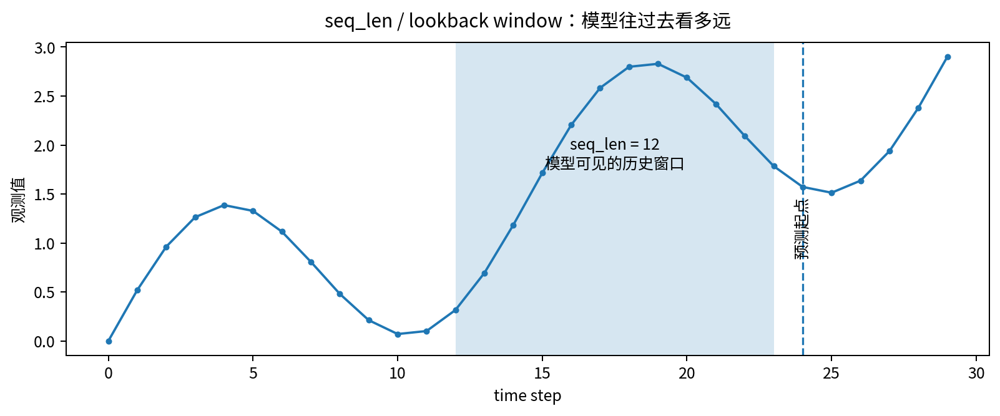 seq_len / lookback window：模型往过去看多远
观测值
3.0
2.5
2.0
1.5
1.0
0.5
0.0
seq_len = 12
模型可见的历史窗口
预测起点
0 5 10 15 20 25 30
time step